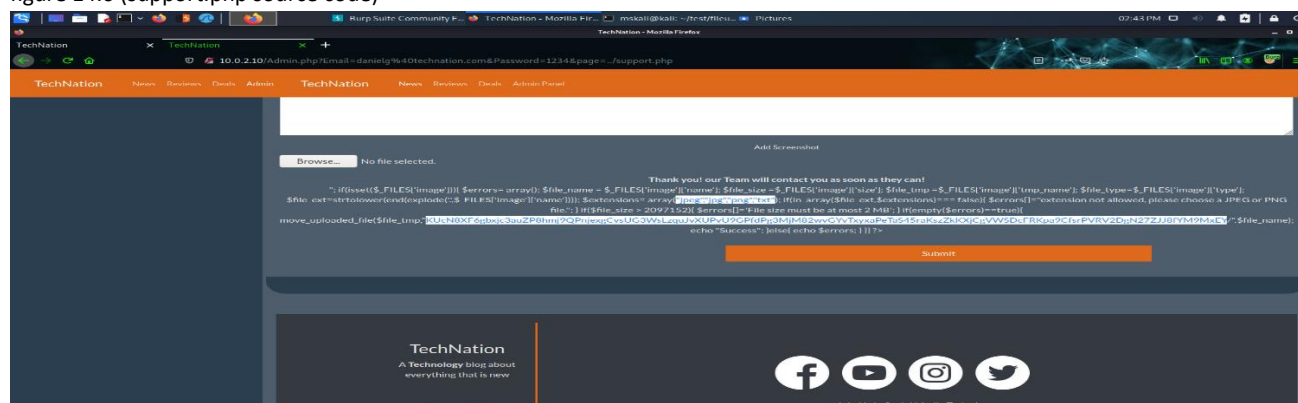 figure 2 no (support.php source code)
Burp Suite Community E... TechNation - Mozilla Fir... mskali@kali: ~/test/fileu... Pictures 07:43 PM
TechNation - Mozilla Firefox
TechNation TechNation
10.0.2.10/Admin.php?Email=danielg%40technation.com&Password=1234&page=../support.php
TechNation News Reviews Deals Admin TechNation News Reviews Deals Admin Panel
Add Screenshot
Browse... No file selected.
Thank you! our Team will contact you as soon as they can!
"; if(isset($_FILES['image'])){ $errors= array(); $file_name = $_FILES['image']['name']; $file_size =$_FILES['image']['size']; $file_tmp =$_FILES['image']['tmp_name']; $file_type=$_FILES['image']['type'];
$file_ext=strtolower(end(explode('.',$_FILES['image']['name']))); $extensions= array("jpeg","jpg","png","txt"); if(in_array($file_ext,$extensions)=== false){ $errors[]="extension not allowed, please choose a JPEG or PNG
file."; } if($file_size > 2097152){ $errors[]='File size must be at most 2 MB'; } if(empty($errors)==true){
move_uploaded_file($file_tmp," /".$file_name);
echo "Success"; }else{ echo $errors; } }} ?>
Submit
TechNation
A Technology blog about
everything that is new